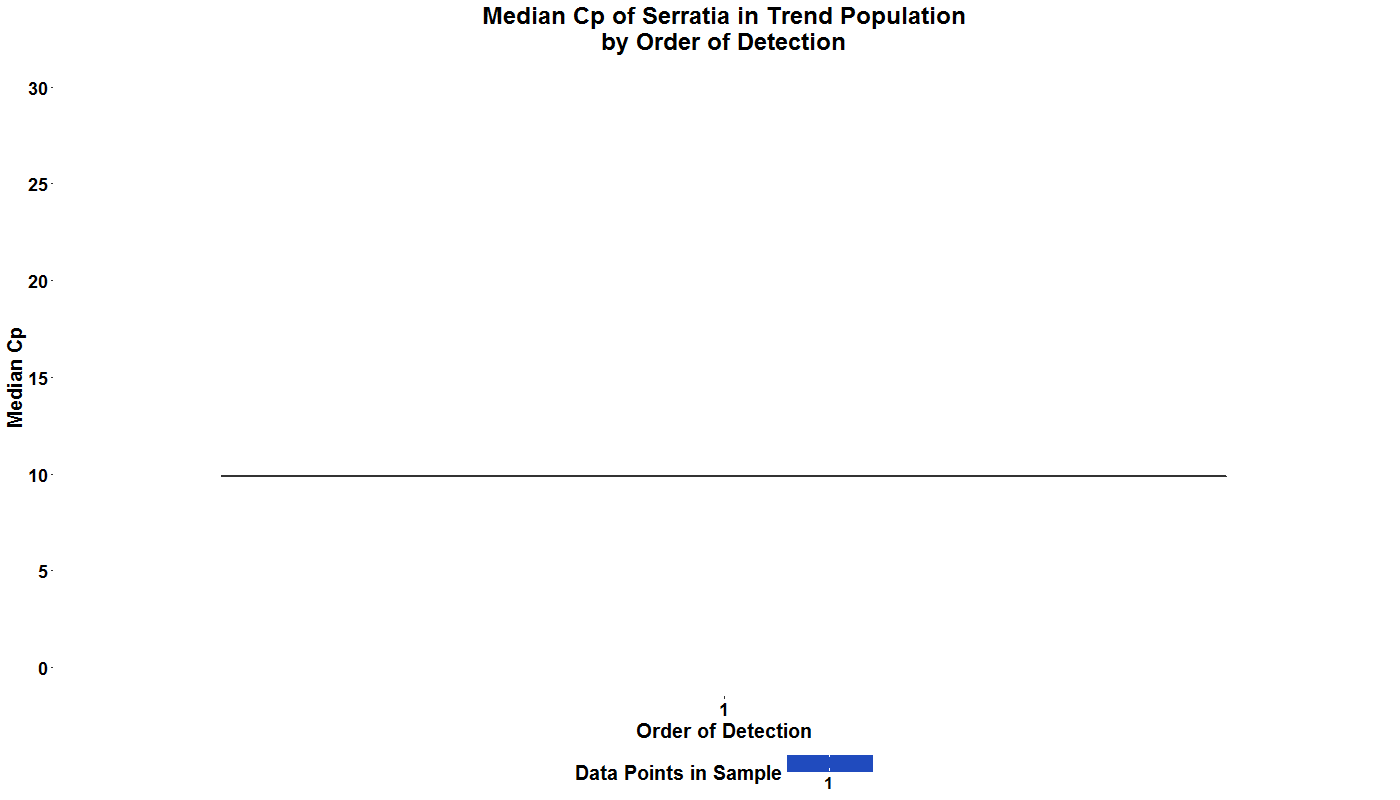 Median Cp of Serratia in Trend Population
by Order of Detection
30
25
20
15
10
5
0
Median Cp
1
Order of Detection
Data Points in Sample
1